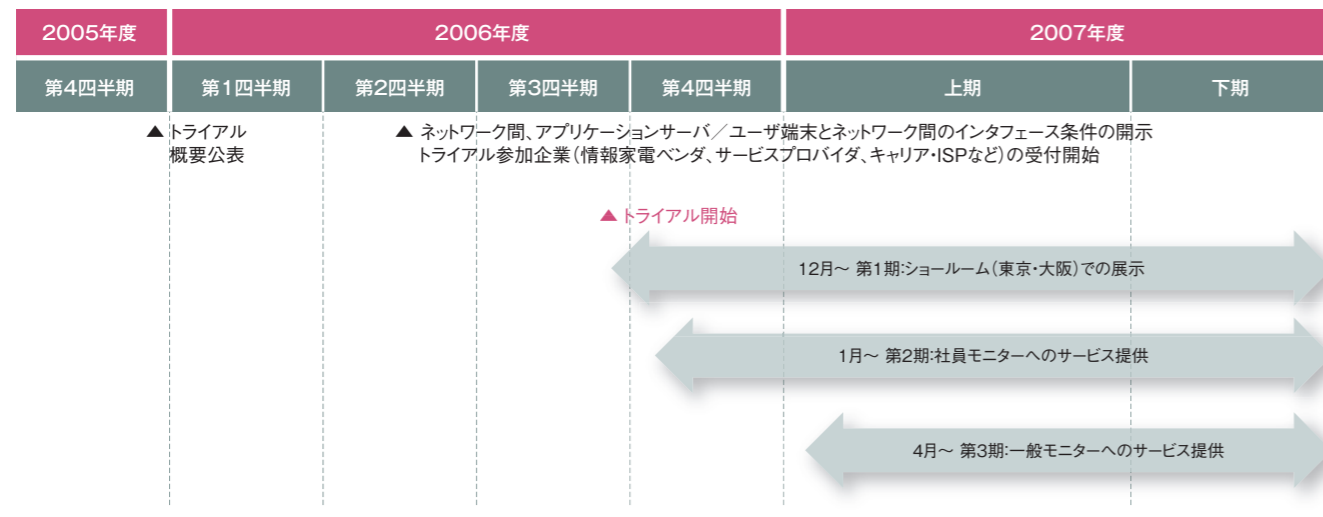 2005年度
2006年度
2007年度
第4四半期
第1四半期
第2四半期
第3四半期
第4四半期
上期
下期
▲トライアル
概要公表
▲ ネットワーク間、アプリケーションサーバ／ユーザ端末とネットワーク間のインタフェース条件の開示
トライアル参加企業（情報家電ベンダ、サービスプロバイダ、キャリア・ISPなど）の受付開始
▲トライアル開始
12月〜 第1期:ショールーム（東京・大阪）での展示
1月〜 第2期:社員モニターへのサービス提供
4月〜 第3期:一般モニターへのサービス提供